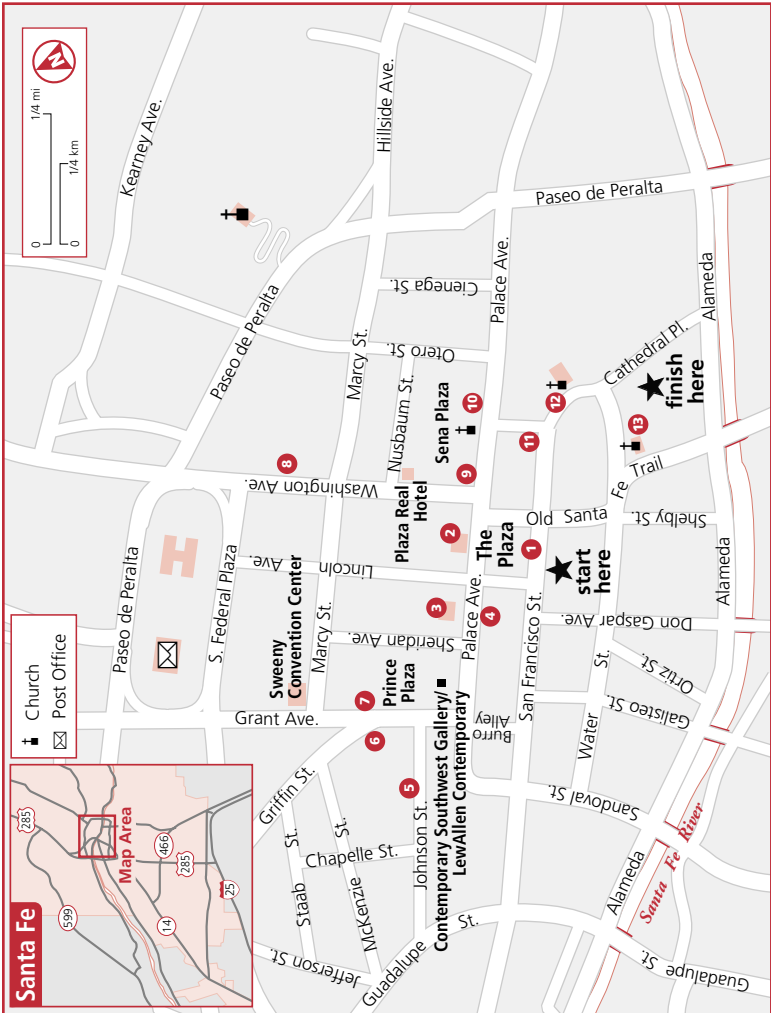 Santa Fe
285
599
466
285
14
25
Map Area
Church
Post Office
0
1/4 mi
0
1/4 km
N
Kearney Ave.
Hillside Ave.
Paseo de Peralta
Paseo de Peralta
Paseo de Peralta
S. Federal Plaza
Marcy St.
Marcy St.
Cienega St.
Otero St.
Nusbaum St.
Washington Ave.
Lincoln Ave.
Sheridan Ave.
Grant Ave.
Griffin St.
Staab St.
McKenzie St.
Chapelle St.
Johnson St.
Jefferson St.
Guadalupe St.
Guadalupe St.
Palace Ave.
Palace Ave.
Burro
Alley
San Francisco St.
Water St.
Sandoval St.
Galisteo St.
Ortiz St.
Don Gaspar Ave.
Shelby St.
Old Santa Fe Trail
Cathedral Pl.
Alameda
Alameda
Alameda
Santa Fe River
Sweeny
Convention Center
Prince
Plaza
Plaza Real
Hotel
Sena Plaza
The
Plaza
Contemporary Southwest Gallery/
LewAllen Contemporary
start
here
finish
here
1
2
3
4
5
6
7
8
9
10
11
12
13